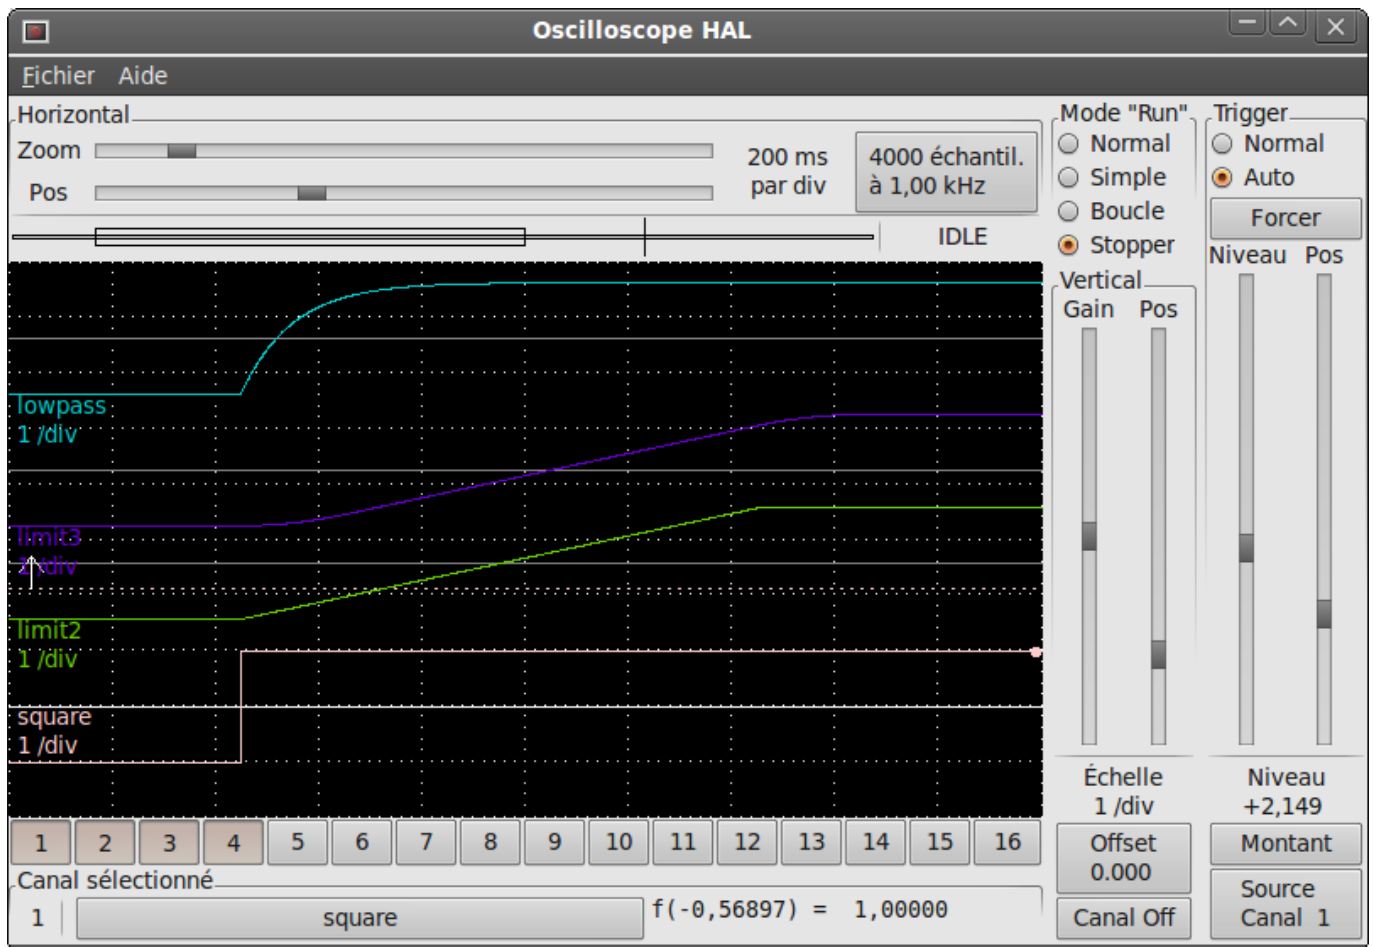 Oscilloscope HAL
Fichier Aide
Horizontal
Zoom
Pos
200 ms
par div
4000 échantil.
à 1,00 kHz
IDLE
Mode "Run"
Normal
Simple
Boucle
Stopper
Trigger
Normal
Auto
Forcer
Niveau Pos
Vertical
Gain Pos
lowpass
1 /div
limit3
1 /div
limit2
1 /div
square
1 /div
Échelle
1 /div
Offset
0.000
Canal Off
Niveau
+2,149
Montant
Source
Canal 1
1 2 3 4 5 6 7 8 9 10 11 12 13 14 15 16
Canal sélectionné
1 square f(-0,56897) = 1,00000